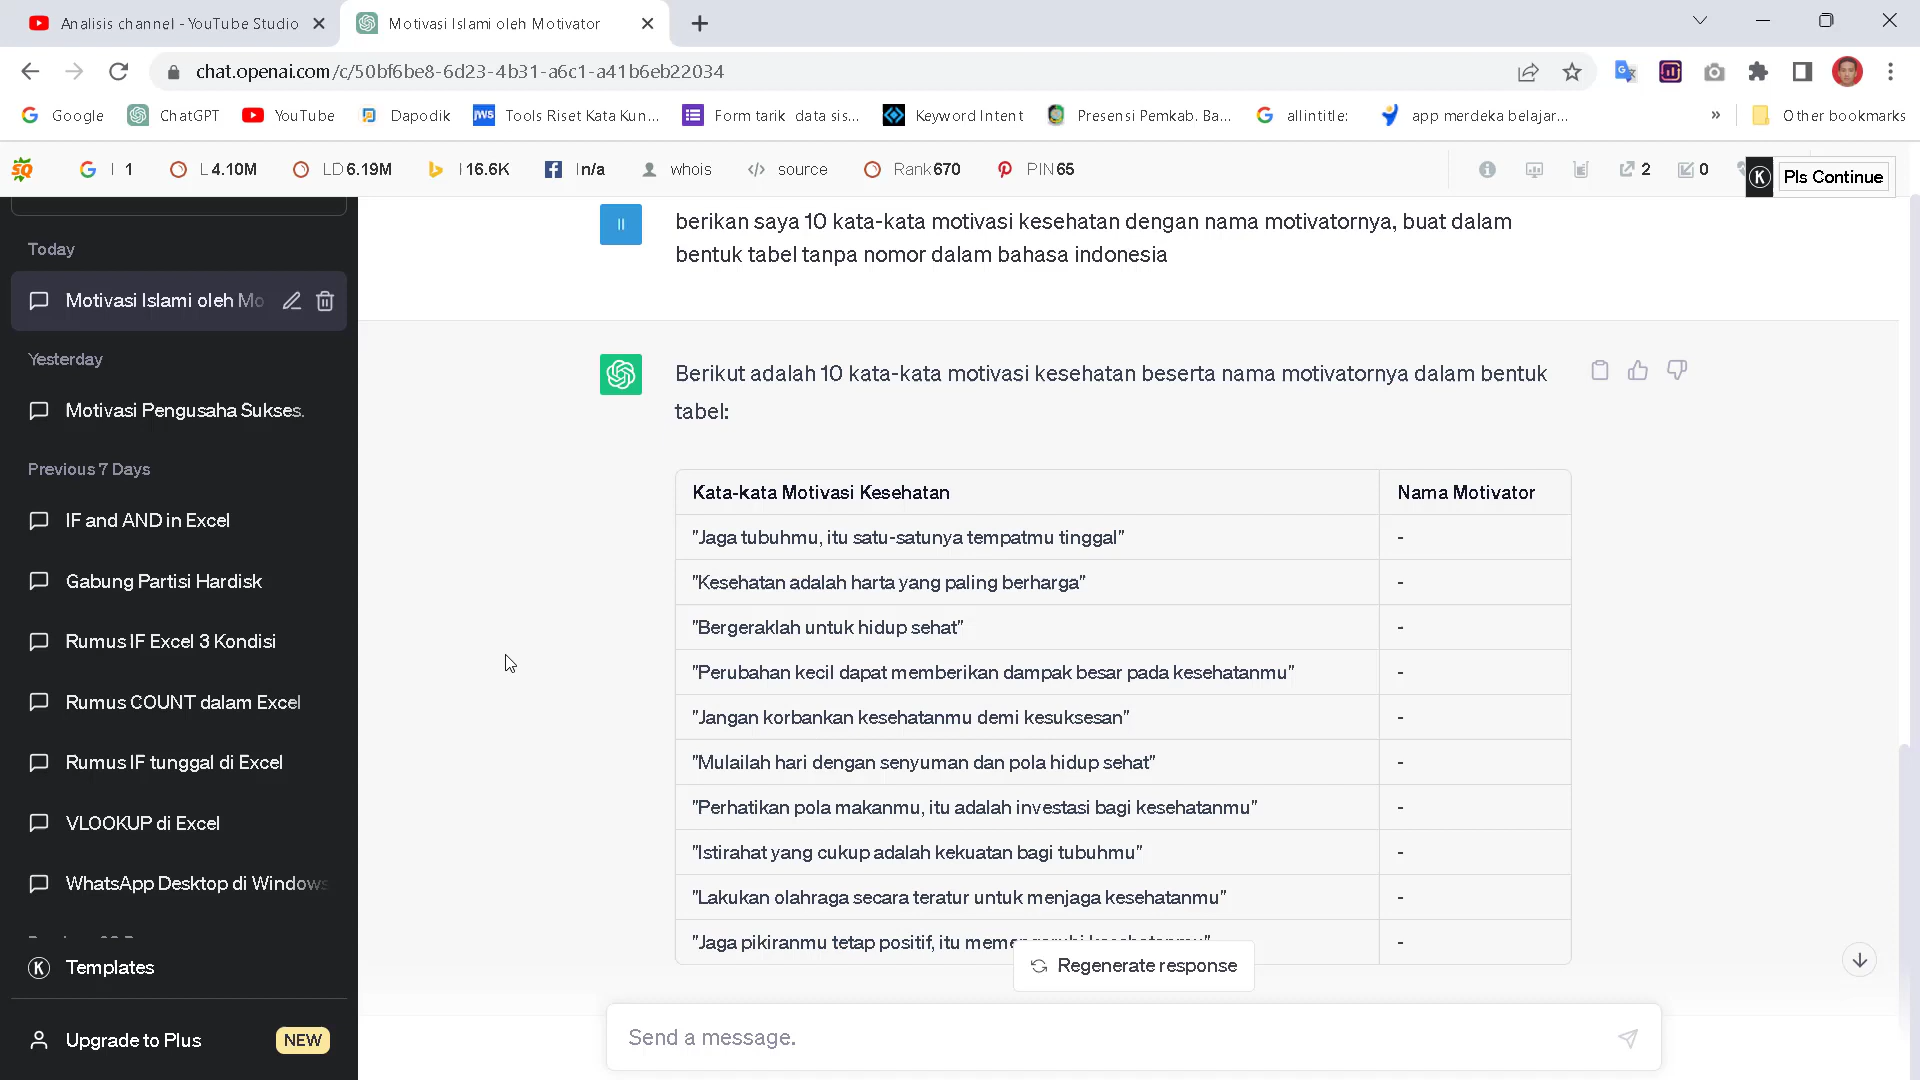 Analisis channel - YouTube Studio
Motivasi Islami oleh Motivator
chat.openai.com/c/50bf6be8-6d23-4b31-a6c1-a41b6eb22034
Google
ChatGPT
YouTube
Dapodik
JWS
Tools Riset Kata Kun...
Form tarik data sis...
Keyword Intent
Presensi Pemkab. Ba...
allintitle:
app merdeka belajar...
»
Other bookmarks
SQ
I 1
L 4.10M
LD 6.19M
I 16.6K
I n/a
whois
source
Rank 670
PIN 65
2
0
K
Pls Continue
Today
Motivasi Islami oleh Mo
Yesterday
Motivasi Pengusaha Sukses.
Previous 7 Days
IF and AND in Excel
Gabung Partisi Hardisk
Rumus IF Excel 3 Kondisi
Rumus COUNT dalam Excel
Rumus IF tunggal di Excel
VLOOKUP di Excel
WhatsApp Desktop di Windows
K
Templates
Upgrade to Plus
NEW
II
berikan saya 10 kata-kata motivasi kesehatan dengan nama motivatornya, buat dalam
bentuk tabel tanpa nomor dalam bahasa indonesia
Berikut adalah 10 kata-kata motivasi kesehatan beserta nama motivatornya dalam bentuk
tabel:
Kata-kata Motivasi Kesehatan Nama Motivator
"Jaga tubuhmu, itu satu-satunya tempatmu tinggal" -
"Kesehatan adalah harta yang paling berharga" -
"Bergeraklah untuk hidup sehat" -
"Perubahan kecil dapat memberikan dampak besar pada kesehatanmu" -
"Jangan korbankan kesehatanmu demi kesuksesan" -
"Mulailah hari dengan senyuman dan pola hidup sehat" -
"Perhatikan pola makanmu, itu adalah investasi bagi kesehatanmu" -
"Istirahat yang cukup adalah kekuatan bagi tubuhmu" -
"Lakukan olahraga secara teratur untuk menjaga kesehatanmu" -
"Jaga pikiranmu tetap positif, itu -
Regenerate response
Send a message.